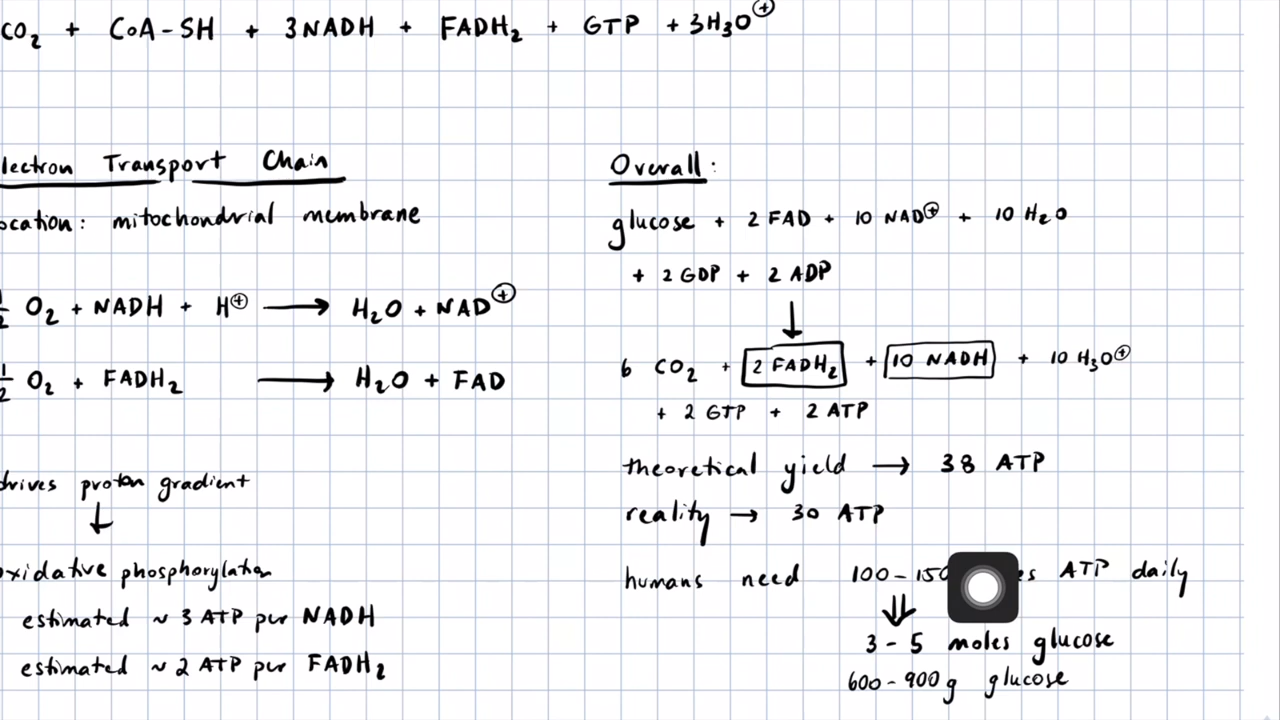 CO₂ + CoA-SH + 3NADH + FADH₂ + GTP + 3H₃O⊕
lectron Transport Chain
ocation: mitochondrial membrane
½ O₂ + NADH + H⊕ → H₂O + NAD⊕
½ O₂ + FADH₂ → H₂O + FAD
drives proton gradient
↓
oxidative phosphorylation
estimated ~ 3 ATP per NADH
estimated ~ 2 ATP per FADH₂
Overall:
glucose + 2 FAD + 10 NAD⊕ + 10 H₂O
+ 2 GDP + 2 ADP
↓
6 CO₂ + 2 FADH₂ + 10 NADH + 10 H₃O⊕
+ 2 GTP + 2 ATP
theoretical yield → 38 ATP
reality → 30 ATP
humans need 100-150 ATP daily
⇓
3-5 moles glucose
600-900g glucose